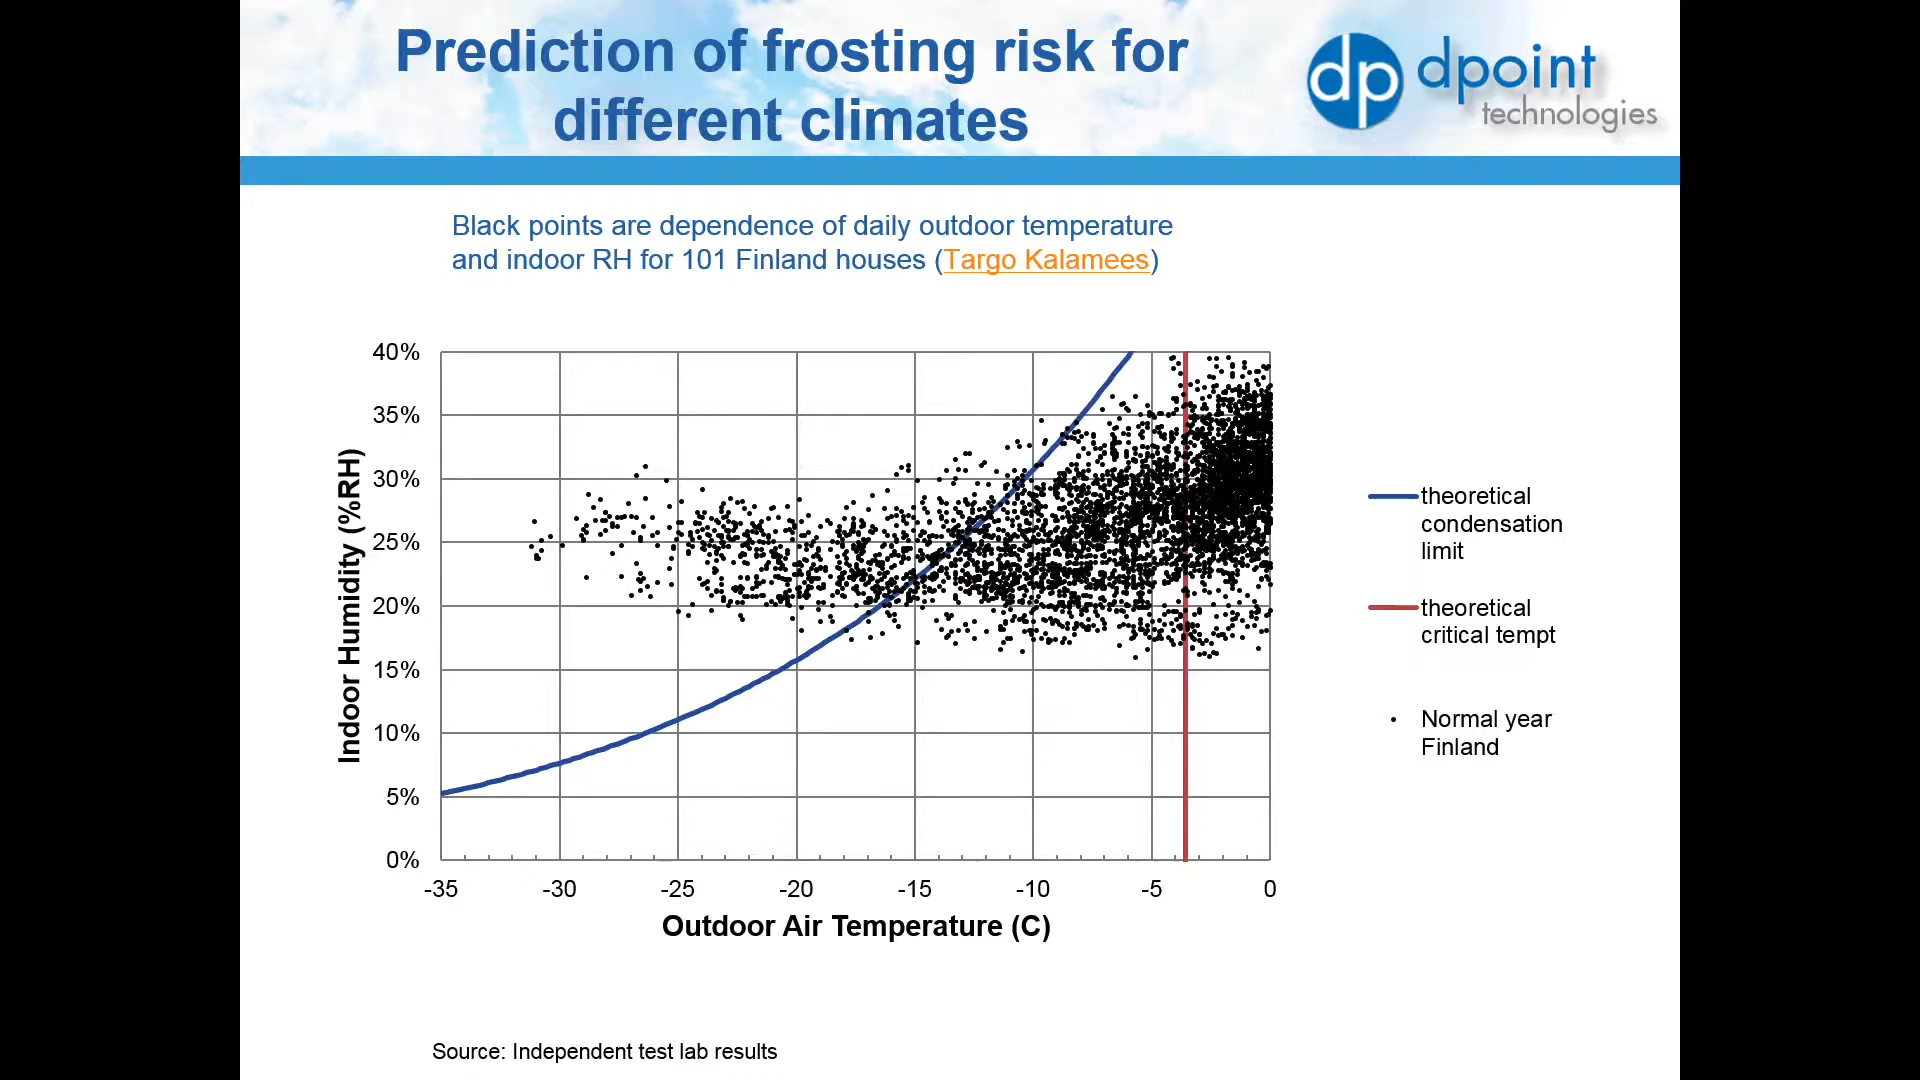 Prediction of frosting risk for
different climates
dp dpoint
technologies
Black points are dependence of daily outdoor temperature
and indoor RH for 101 Finland houses (Targo Kalamees)
40%
35%
30%
25%
20%
15%
10%
5%
0%
Indoor Humidity (%RH)
-35 -30 -25 -20 -15 -10 -5 0
Outdoor Air Temperature (C)
theoretical
condensation
limit
theoretical
critical tempt
Normal year
Finland
Source: Independent test lab results